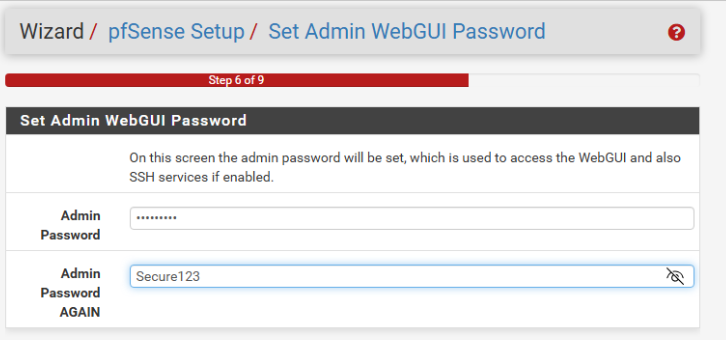 Wizard / pfSense Setup / Set Admin WebGUI Password
Step 6 of 9
Set Admin WebGUI Password
On this screen the admin password will be set, which is used to access the WebGUI and also
SSH services if enabled.
Admin
Password
•••••••••
Admin
Password
AGAIN
Secure123